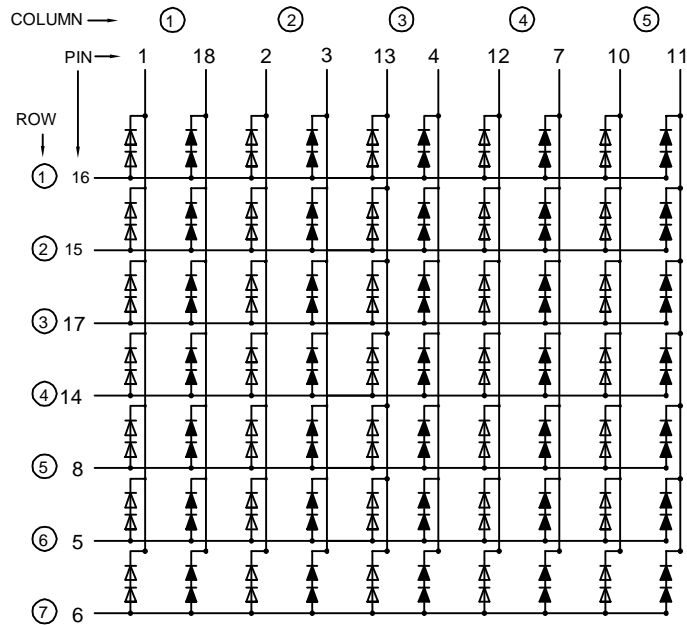 COLUMN → ① ② ③ ④ ⑤
PIN → 1 18 2 3 13 4 12 7 10 11
ROW
① 16
② 15
③ 17
④ 14
⑤ 8
⑥ 5
⑦ 6